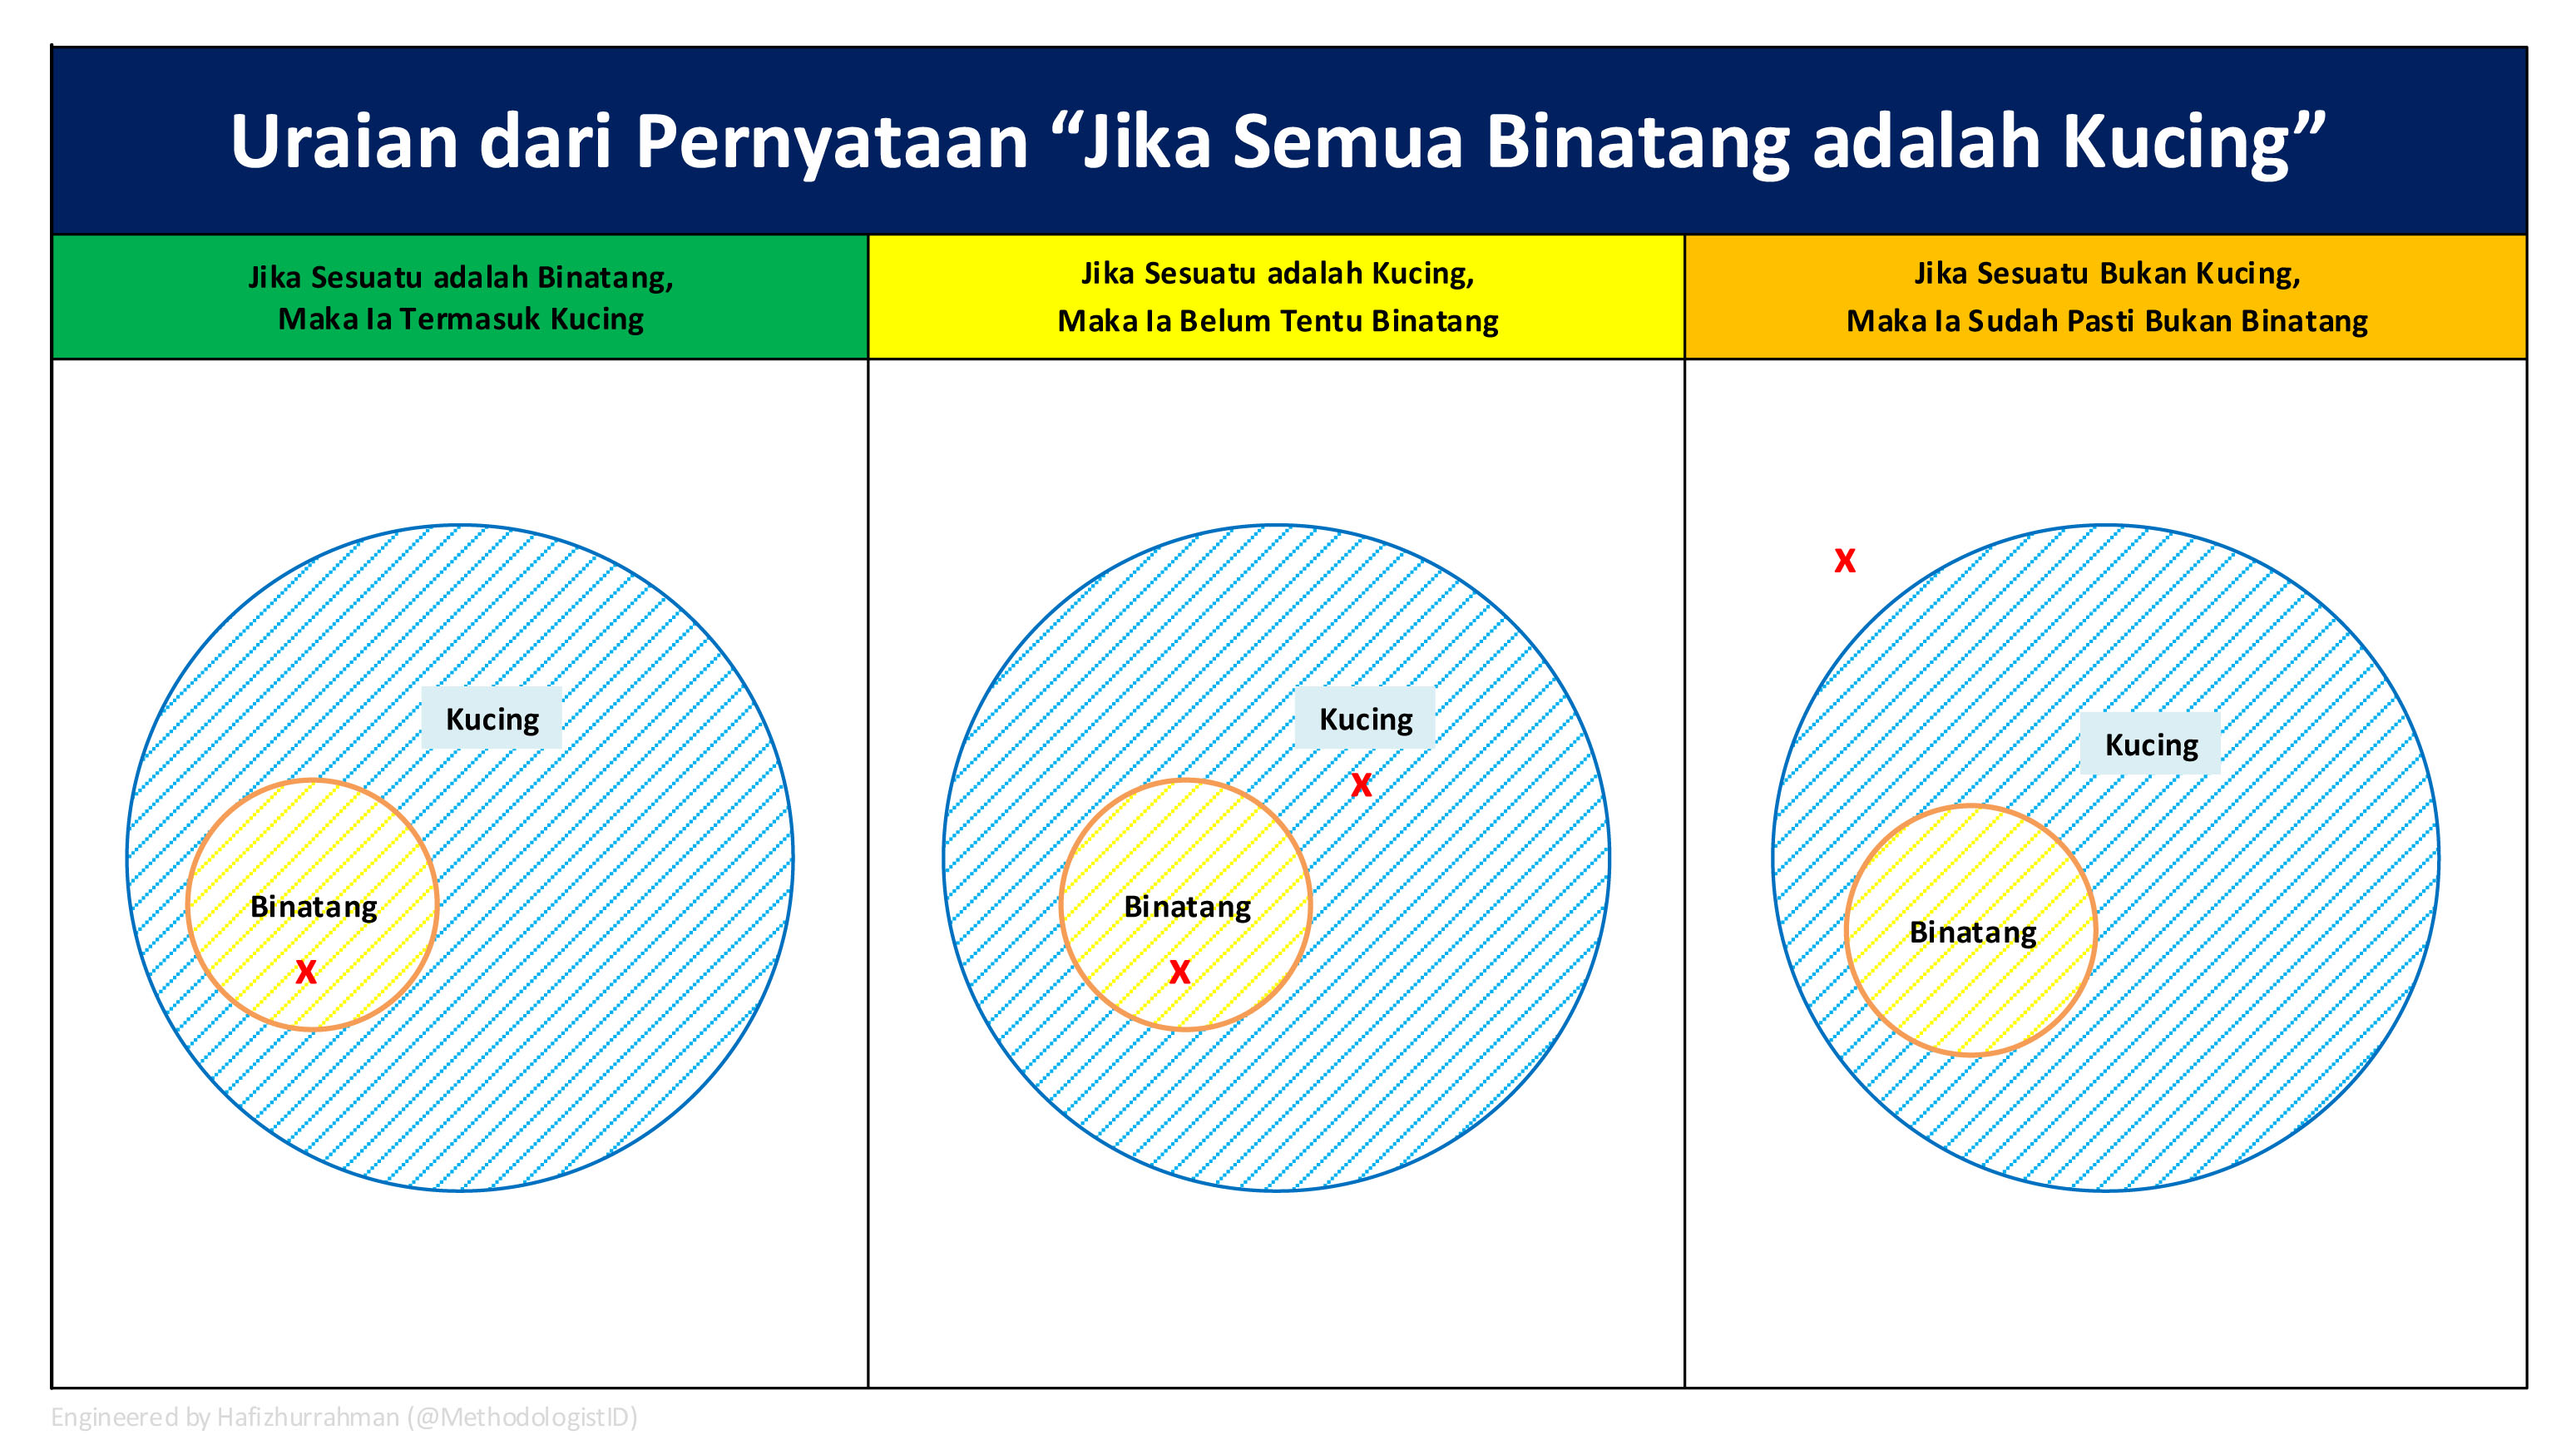 Uraian dari Pernyataan “Jika Semua Binatang adalah Kucing”
Jika Sesuatu adalah Binatang,
Maka Ia Termasuk Kucing
Jika Sesuatu adalah Kucing,
Maka Ia Belum Tentu Binatang
Jika Sesuatu Bukan Kucing,
Maka Ia Sudah Pasti Bukan Binatang
Kucing
Binatang
X
Kucing
X
Binatang
X
X
Kucing
Binatang
Engineered by Hafizhurrahman (@MethodologistID)